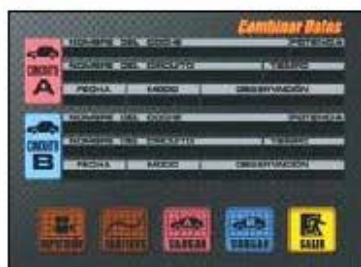 Combinar Datos
NOMBRE DEL COCHE POTENCIA
CIRCUITO A
NOMBRE DEL CIRCUITO TIEMPO
FECHA MODO OBSERVACIÓN
NOMBRE DEL COCHE POTENCIA
CIRCUITO B
NOMBRE DEL CIRCUITO TIEMPO
FECHA MODO OBSERVACIÓN
CARGAR CARGAR SALIR